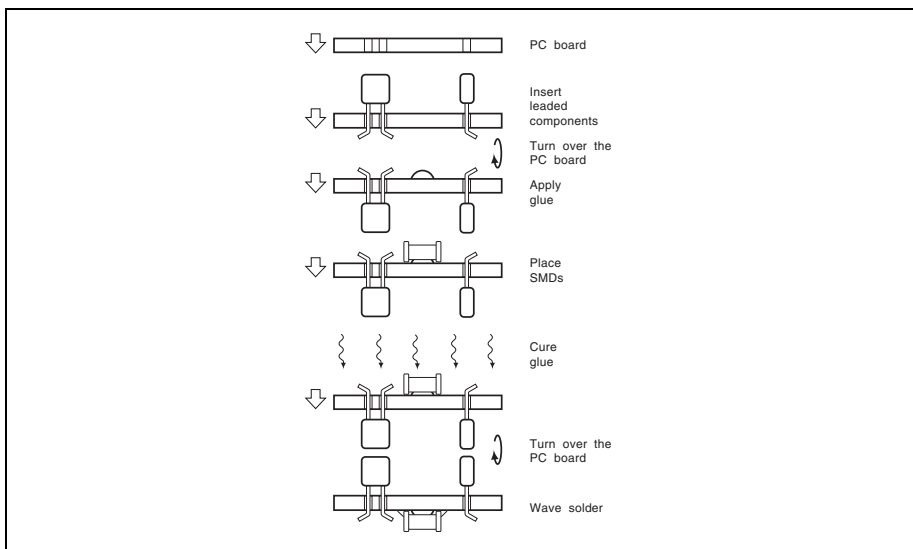 PC board
Insert
leaded
components
Turn over the
PC board
Apply
glue
Place
SMDs
Cure
glue
Turn over the
PC board
Wave solder